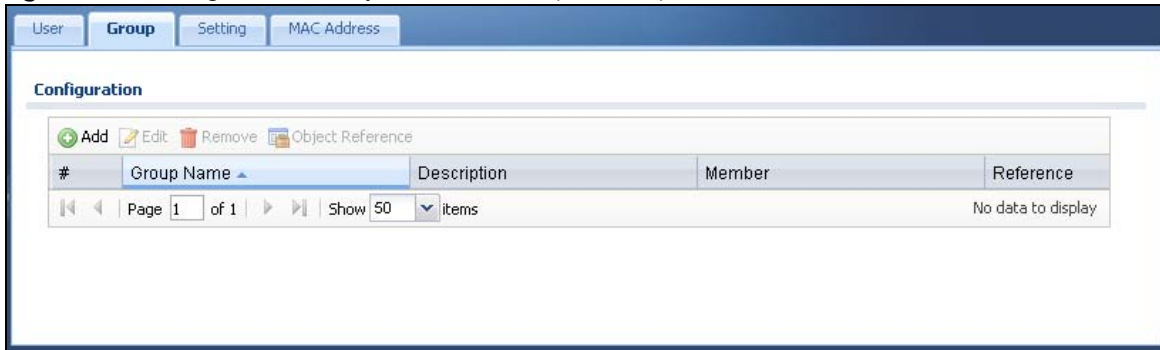 User Group Setting MAC Address
Configuration
Add Edit Remove Object Reference
# Group Name Description Member Reference
Page 1 of 1 Show 50 items No data to display